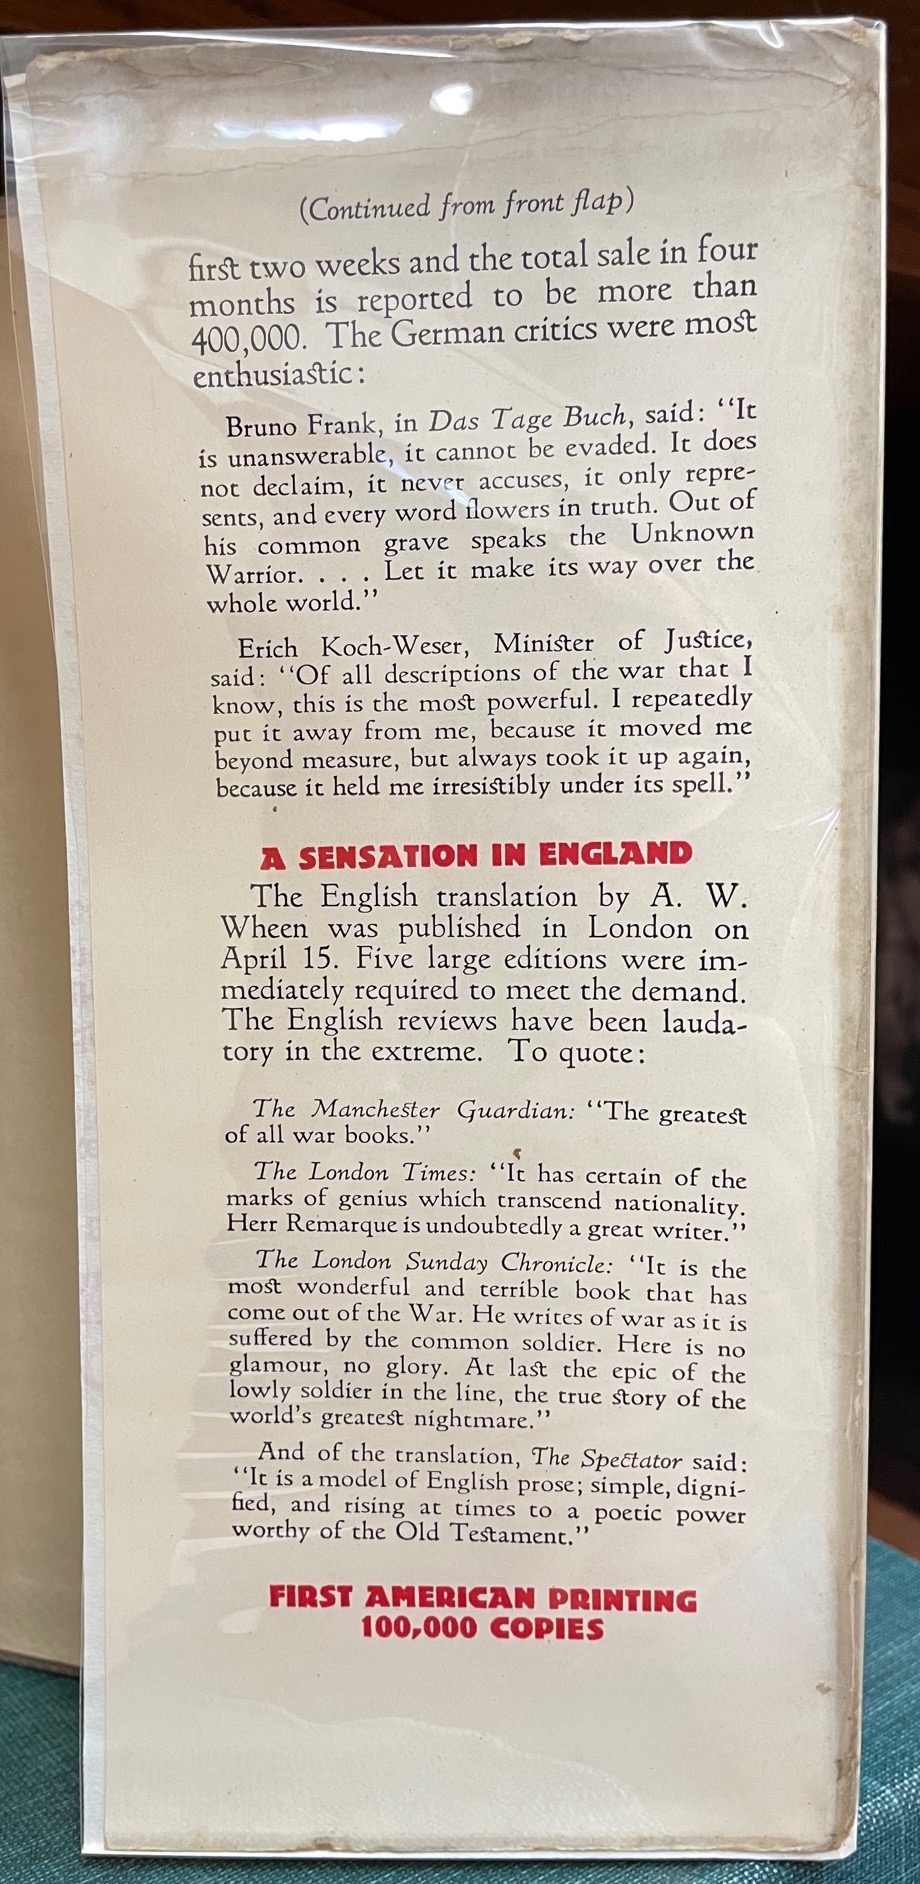 (Continued from front flap)
first two weeks and the total sale in four
months is reported to be more than
400,000. The German critics were most
enthusiastic:
Bruno Frank, in Das Tage Buch, said: “It
is unanswerable, it cannot be evaded. It does
not declaim, it never accuses, it only repre-
sents, and every word flowers in truth. Out of
his common grave speaks the Unknown
Warrior. . . . Let it make its way over the
whole world.”
Erich Koch-Weser, Minister of Justice,
said: “Of all descriptions of the war that I
know, this is the most powerful. I repeatedly
put it away from me, because it moved me
beyond measure, but always took it up again,
because it held me irresistibly under its spell.”
A SENSATION IN ENGLAND
The English translation by A. W.
Wheen was published in London on
April 15. Five large editions were im-
mediately required to meet the demand.
The English reviews have been lauda-
tory in the extreme. To quote:
The Manchester Guardian: “The greatest
of all war books.”
The London Times: “It has certain of the
marks of genius which transcend nationality.
Herr Remarque is undoubtedly a great writer.”
The London Sunday Chronicle: “It is the
most wonderful and terrible book that has
come out of the War. He writes of war as it is
suffered by the common soldier. Here is no
glamour, no glory. At last the epic of the
lowly soldier in the line, the true story of the
world’s greatest nightmare.”
And of the translation, The Spectator said:
“It is a model of English prose; simple, digni-
fied, and rising at times to a poetic power
worthy of the Old Testament.”
FIRST AMERICAN PRINTING
100,000 COPIES